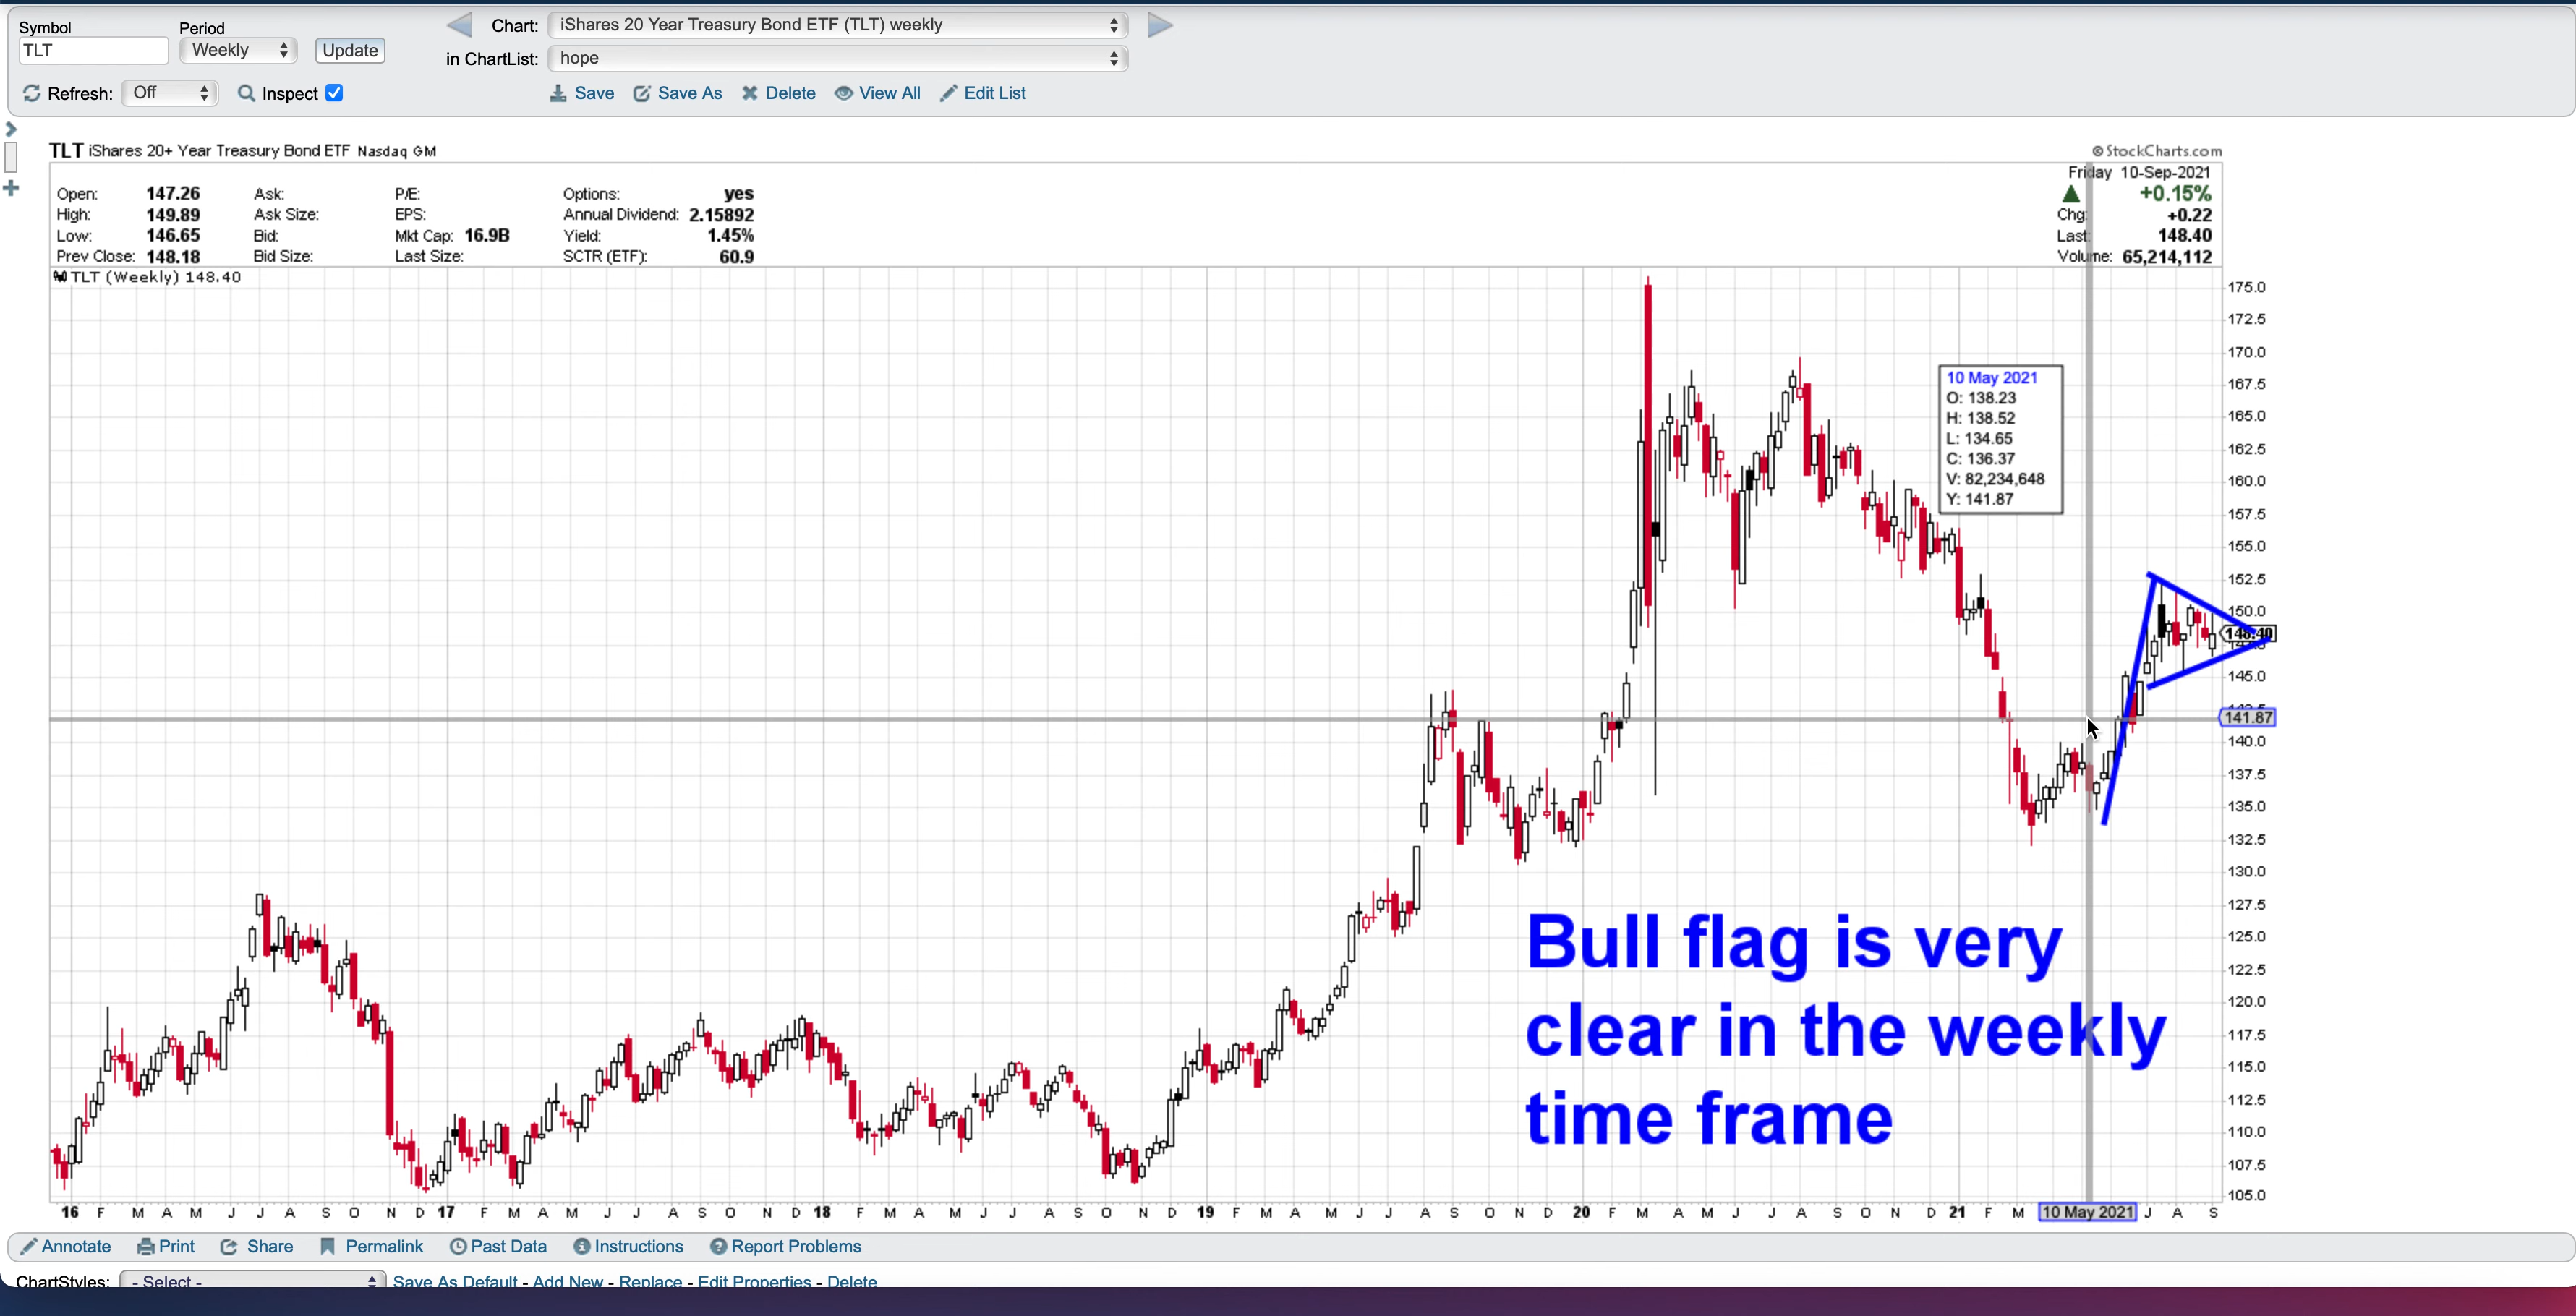 Symbol Period
TLT Weekly Update
Chart: iShares 20 Year Treasury Bond ETF (TLT) weekly
in ChartList: hope
Refresh: Off Inspect
Save Save As Delete View All Edit List
TLT iShares 20+ Year Treasury Bond ETF Nasdaq GM
© StockCharts.com
Friday 10-Sep-2021
Open: 147.26 Ask: P/E: Options: yes +0.15%
High: 149.89 Ask Size: EPS: Annual Dividend: 2.15892 Chg: +0.22
Low: 146.65 Bid: Mkt Cap: 16.9B Yield: 1.45% Last: 148.40
Prev Close: 148.18 Bid Size: Last Size: SCTR (ETF): 60.9 Volume: 65,214,112
TLT (Weekly) 148.40
175.0
172.5
170.0
167.5
165.0
162.5
160.0
157.5
155.0
152.5
150.0
148.40
145.0
141.87
140.0
137.5
135.0
132.5
130.0
127.5
125.0
122.5
120.0
117.5
115.0
112.5
110.0
107.5
105.0
10 May 2021
O: 138.23
H: 138.52
L: 134.65
C: 136.37
V: 82,234,648
Y: 141.87
Bull flag is very
clear in the weekly
time frame
16 F M A M J J A S O N D 17 F M A M J J A S O N D 18 F M A M J J A S O N D 19 F M A M J J A S O N D 20 F M A M J J A S O N D 21 F M 10 May 2021 J A S
Annotate Print Share Permalink Past Data Instructions Report Problems
ChartStyles: - Select - Save As Default - Add New - Replace - Edit Properties - Delete